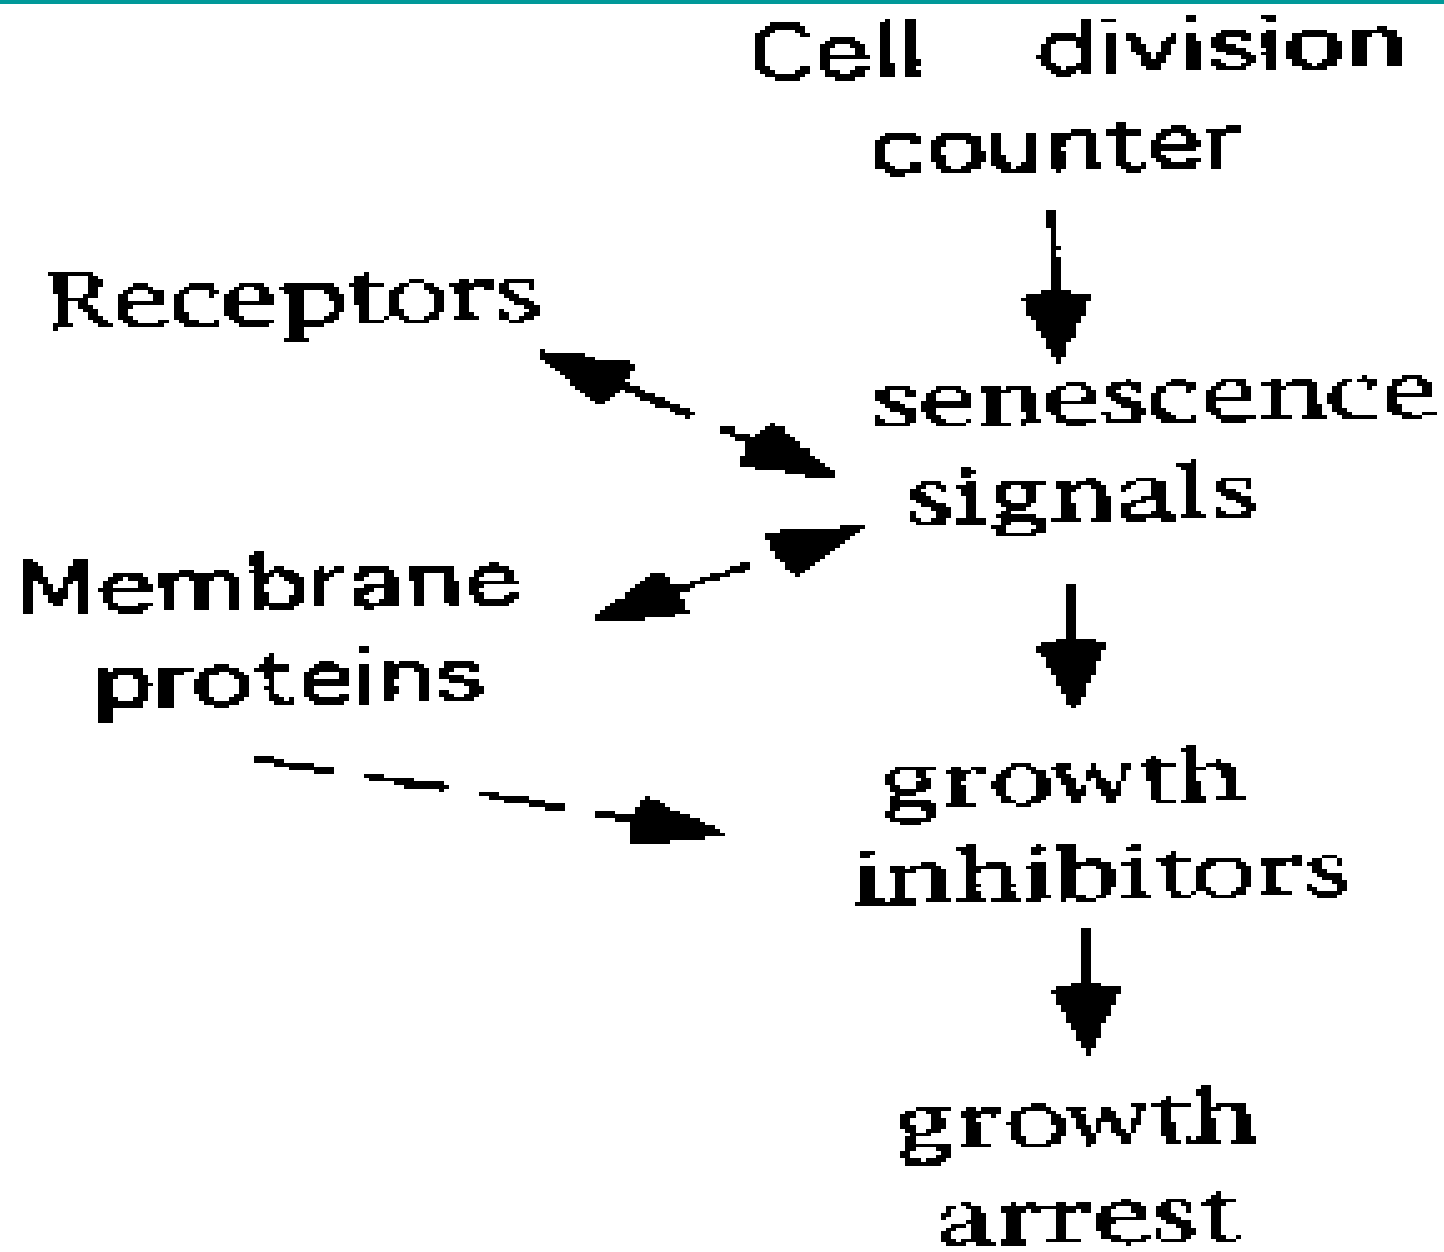 Cell division
counter
Receptors
senescence
signals
Membrane
proteins
growth
inhibitors
growth
arrest